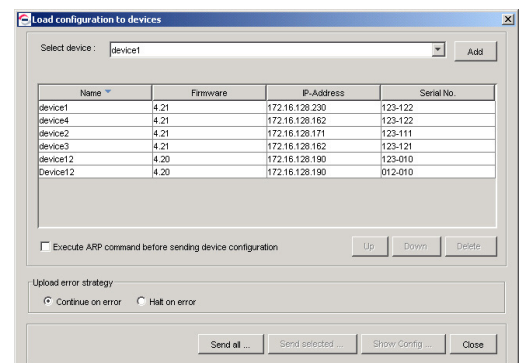 Load configuration to devices
Select device : device1 Add
Name Firmware IP-Address Serial No.
device1 4.21 172.16.128.230 123-122
device4 4.21 172.16.128.162 123-122
device2 4.21 172.16.128.171 123-111
device3 4.21 172.16.128.162 123-121
device12 4.20 172.16.128.190 123-010
Device12 4.20 172.16.128.190 012-010
Execute ARP command before sending device configuration Up Down Delete
Upload error strategy
Continue on error Halt on error
Send all ... Send selected ... Show Config ... Close